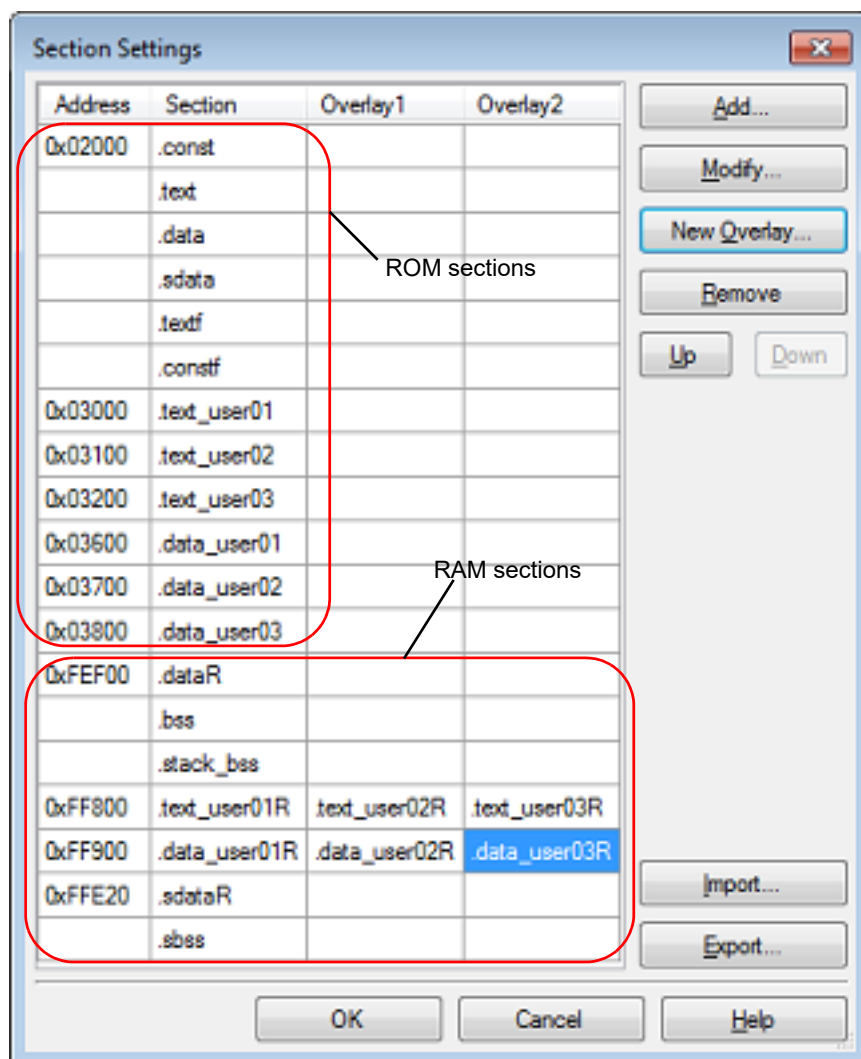 Section Settings
Address Section Overlay1 Overlay2
Add...
0x02000 .const
Modify...
.text
.data
New Overlay...
ROM sections
.sdata
Remove
.textf
Up Down
.constf
0x03000 .text_user01
0x03100 .text_user02
0x03200 .text_user03
0x03600 .data_user01
RAM sections
0x03700 .data_user02
0x03800 .data_user03
0xFEF00 .dataR
.bss
.stack_bss
0xFF800 .text_user01R .text_user02R .text_user03R
0xFF900 .data_user01R .data_user02R .data_user03R
Import...
0xFFE20 .sdataR
.sbss
Export...
OK Cancel Help